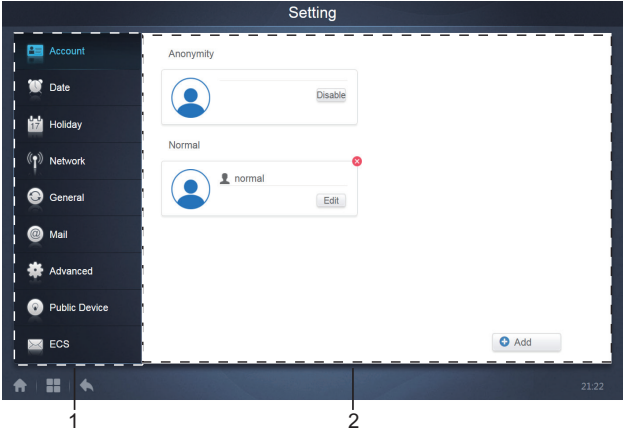 Setting
Account
Date
Holiday
Network
General
Mail
Advanced
Public Device
ECS
Anonymity
Disable
Normal
normal
Edit
Add
21:22
1
2